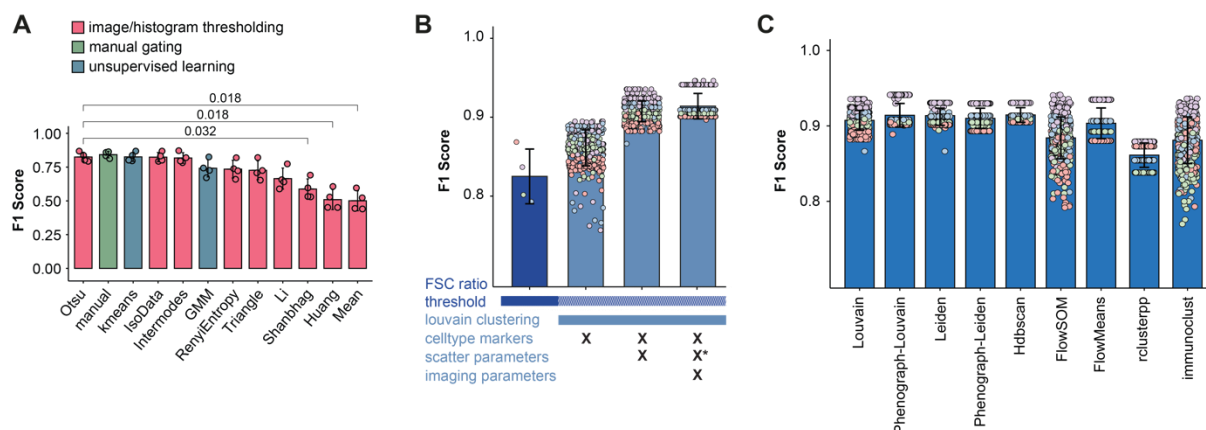 A
image/histogram thresholding
manual gating
unsupervised learning
0.018
0.018
0.032
F1 Score
1.00
0.75
0.50
0.25
0.00
Otsu
manual
kmeans
IsoData
Intermodes
GMM
RenyiEntropy
Triangle
Li
Shanbhag
Huang
Mean
B
F1 Score
1.0
0.9
0.8
FSC ratio
threshold
louvain clustering
celltype markers X X X
scatter parameters X X*
imaging parameters X
C
F1 Score
1.0
0.9
0.8
Louvain
Phenograph-Louvain
Leiden
Phenograph-Leiden
Hdbscan
FlowSOM
FlowMeans
rclusterpp
immunoclust